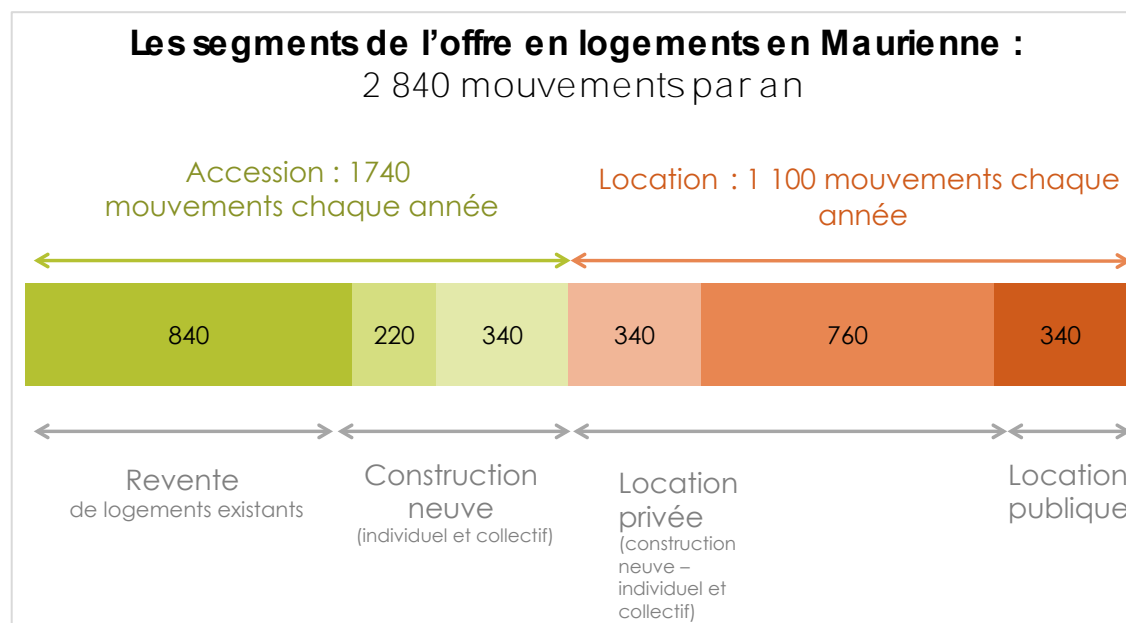 Les segments de l’offre en logements en Maurienne :
2 840 mouvements par an
Accession : 1740
mouvements chaque année
Location : 1 100 mouvements chaque
année
840
220
340
340
760
340
Revente
de logements existants
Construction
neuve
(individuel et collectif)
Location
privée
(construction
neuve –
individuel et
collectif)
Location
publique